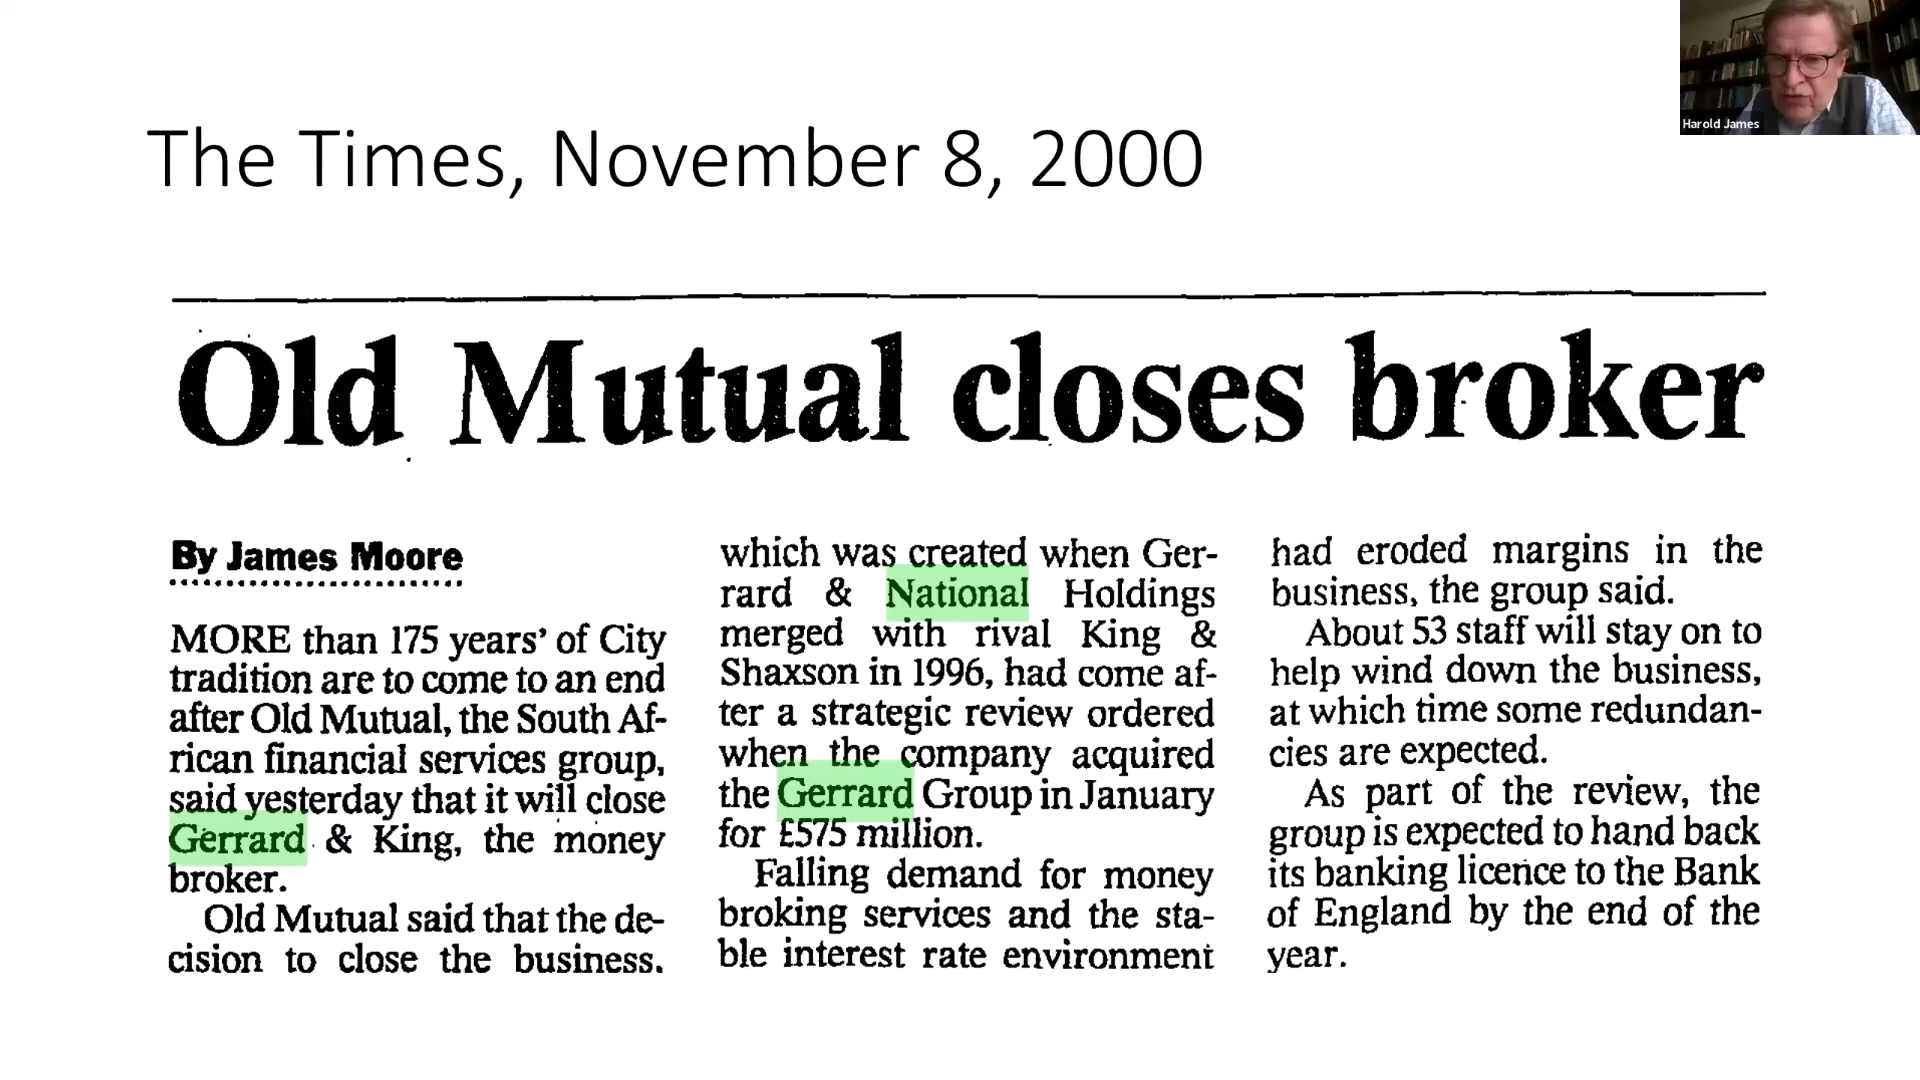 Harold James
The Times, November 8, 2000
Old Mutual closes broker
By James Moore
MORE than 175 years' of City
tradition are to come to an end
after Old Mutual, the South Af-
rican financial services group,
said yesterday that it will close
Gerrard & King, the money
broker.
Old Mutual said that the de-
cision to close the business,
which was created when Ger-
rard & National Holdings
merged with rival King &
Shaxson in 1996, had come af-
ter a strategic review ordered
when the company acquired
the Gerrard Group in January
for £575 million.
Falling demand for money
broking services and the sta-
ble interest rate environment
had eroded margins in the
business, the group said.
About 53 staff will stay on to
help wind down the business,
at which time some redundan-
cies are expected.
As part of the review, the
group is expected to hand back
its banking licence to the Bank
of England by the end of the
year.